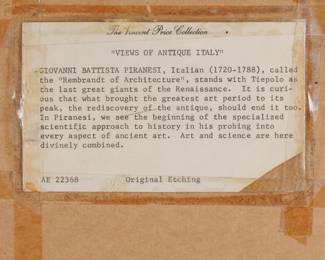 The Vincent Price Collection
"VIEWS OF ANTIQUE ITALY"
GIOVANNI BATTISTA PIRANESI, Italian (1720-1788), called
the "Rembrandt of Architecture", stands with Tiepolo as
the last great giants of the Renaissance. It is curi-
ous that what brought the greatest art period to its
peak, the rediscovery of the antique, should end it too.
In Piranesi, we see the beginning of the specialized
scientific approach to history in his probing into
every aspect of ancient art. Art and science are here
divinely combined.
AE 22368 Original Etching